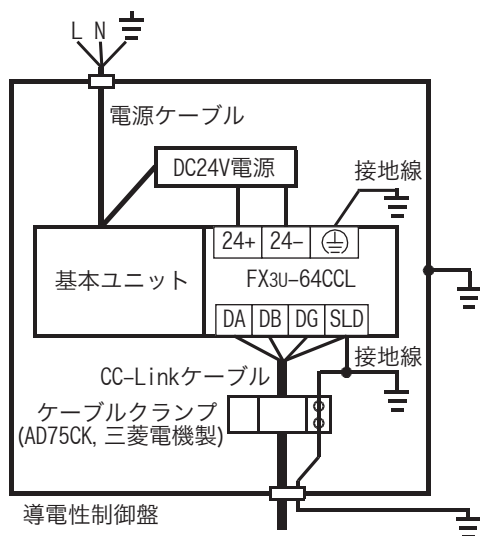 L N
電源ケーブル
DC24V電源
接地線
24+ 24-
基本ユニット
FX3U-64CCL
DA DB DG SLD
接地線
CC-Linkケーブル
ケーブルクランプ
(AD75CK, 三菱電機製)
導電性制御盤